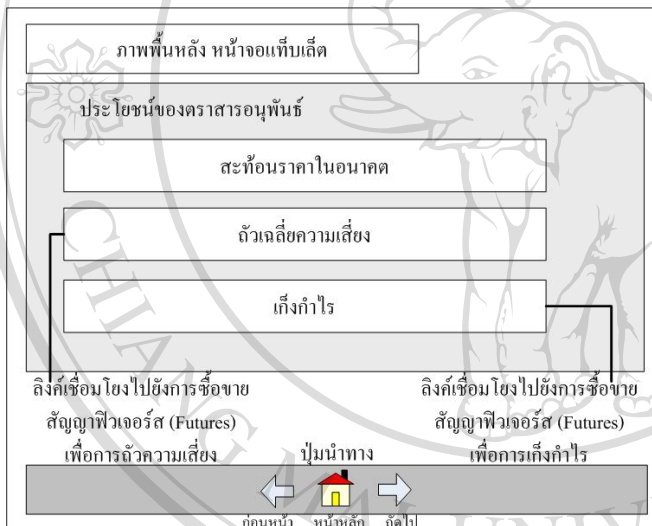 ภาพพื้นหลัง หน้าจอแท็บเล็ต
ประโยชน์ของตราสารอนุพันธ์
สะท้อนราคาในอนาคต
ถัวเฉลี่ยความเสี่ยง
เก็งกำไร
ลิงค์เชื่อมโยงไปยังการซื้อขาย
สัญญาฟิวเจอร์ส (Futures)
เพื่อการถัวความเสี่ยง
ลิงค์เชื่อมโยงไปยังการซื้อขาย
สัญญาฟิวเจอร์ส (Futures)
เพื่อการเก็งกำไร
ปุ่มนำทาง
ก่อนหน้า หน้าหลัก ถัดไป
CHIANG MAI UNIV